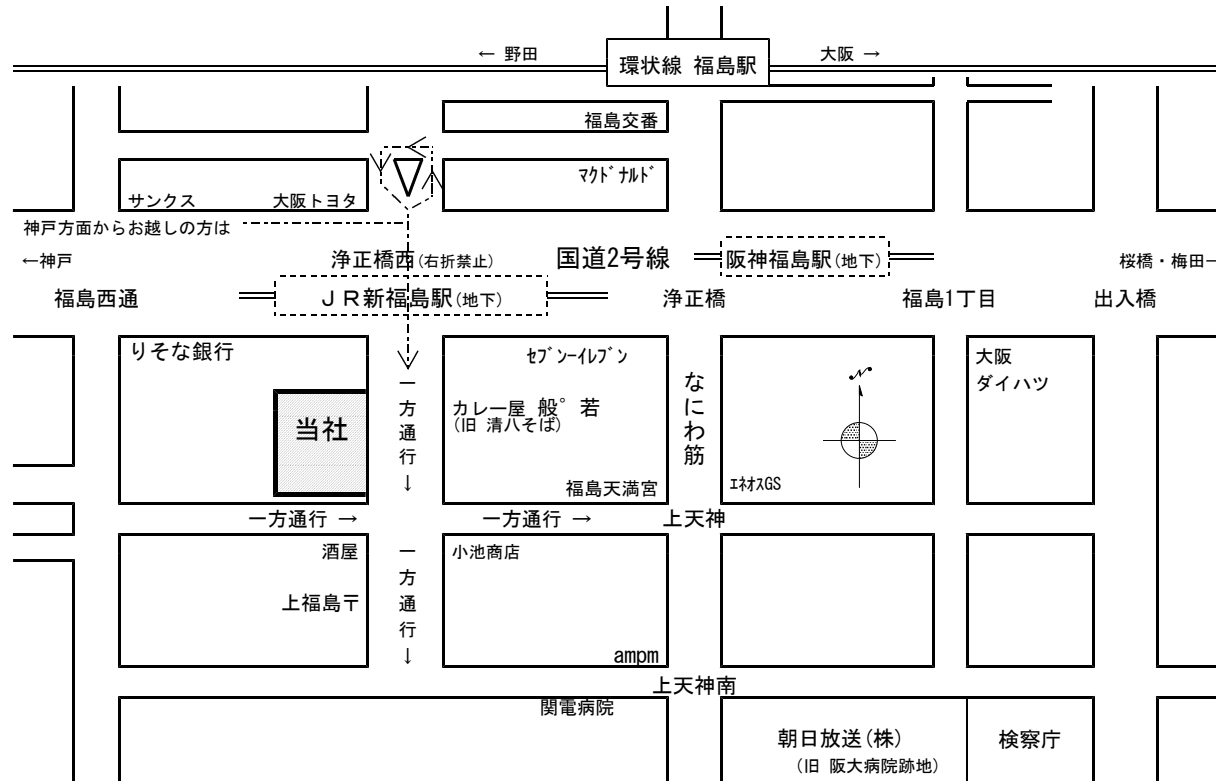 ← 野田
大阪 →
環状線 福島駅
福島交番
ﾏｸﾄﾞﾅﾙﾄﾞ
サンクス
大阪トヨタ
神戸方面からお越しの方は
←神戸
浄正橋西(右折禁止)
国道2号線
阪神福島駅(地下)
桜橋・梅田→
福島西通
ＪＲ新福島駅(地下)
浄正橋
福島1丁目
出入橋
りそな銀行
ｾﾌﾞﾝｰｲﾚﾌﾞﾝ
大阪
ダイハツ
N
一方通行↓
なにわ筋
カレー屋 般゜若
(旧 清八そば)
当社
ｴﾈｵｽGS
福島天満宮
一方通行 →
一方通行 →
上天神
酒屋
一方通行↓
小池商店
上福島〒
ampm
上天神南
関電病院
朝日放送(株)
(旧 阪大病院跡地)
検察庁